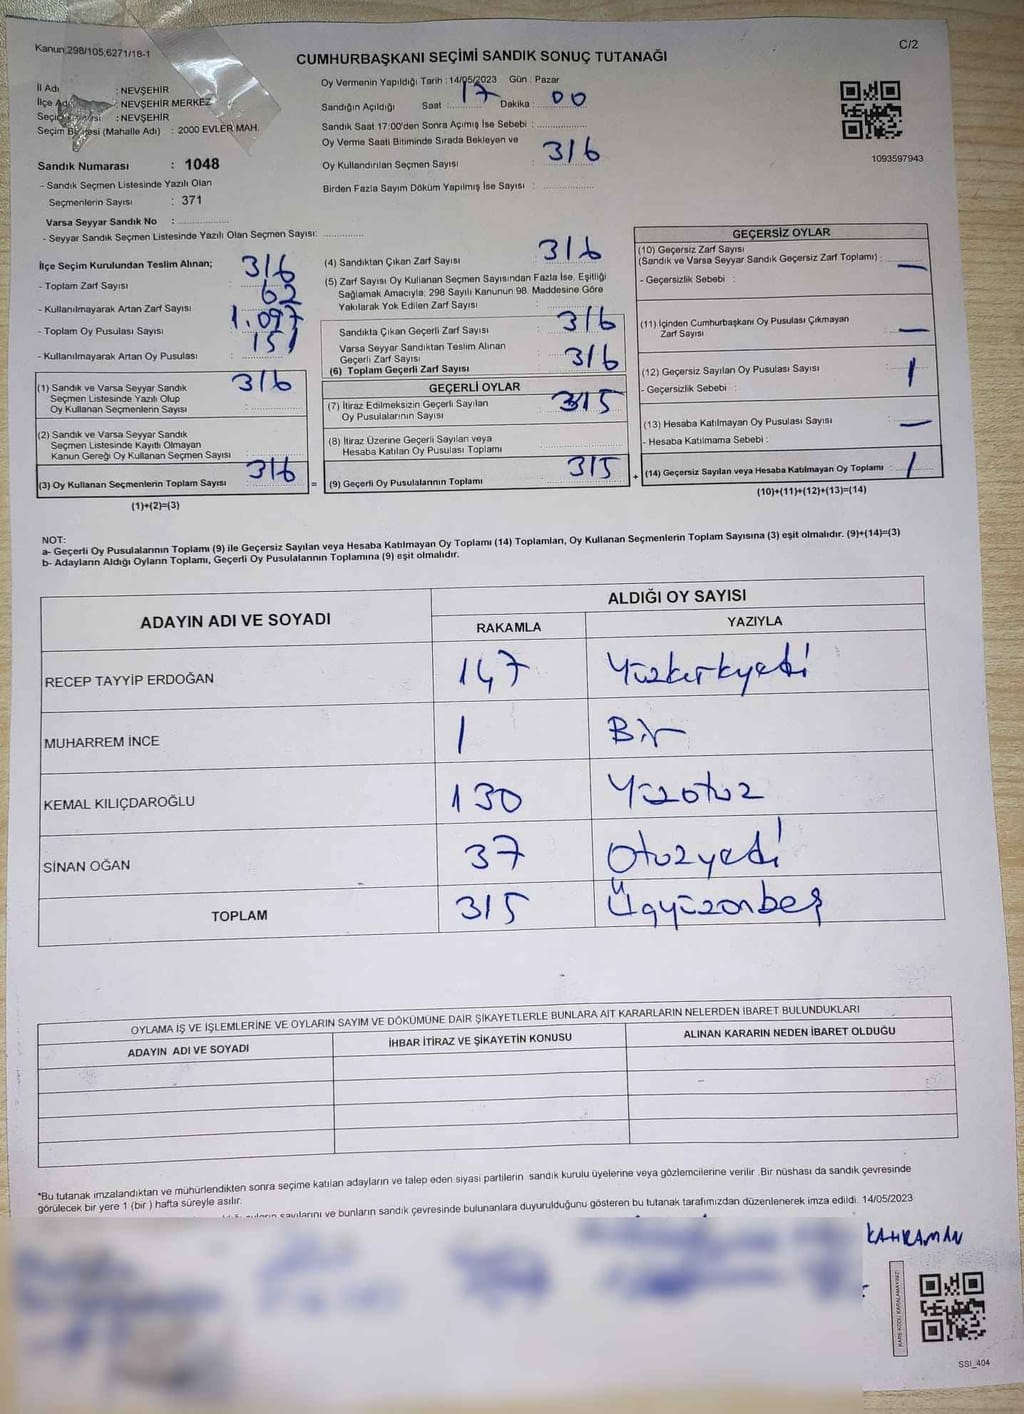 Kanun;298/105;6271/18-1
C/2
CUMHURBAŞKANI SEÇİMİ SANDIK SONUÇ TUTANAĞI
İl Adı : NEVŞEHİR
İlçe Adı : NEVŞEHİR MERKEZ
: NEVŞEHİR
Seçim Bölgesi (Mahalle Adı) : 2000 EVLER MAH.
Oy Vermenin Yapıldığı Tarih : 14/05/2023 Gün : Pazar
Sandığın Açıldığı Saat : 17 Dakika : 00
Sandık Saat 17:00'den Sonra Açımış İse Sebebi :
Oy Verme Saati Bitiminde Sırada Bekleyen ve
Oy Kullandırılan Seçmen Sayısı 316
Birden Fazla Sayım Döküm Yapılmış İse Sayısı :
1093597943
Sandık Numarası : 1048
- Sandık Seçmen Listesinde Yazılı Olan
Seçmenlerin Sayısı : 371
Varsa Seyyar Sandık No :
- Seyyar Sandık Seçmen Listesinde Yazılı Olan Seçmen Sayısı:
İlçe Seçim Kurulundan Teslim Alınan;
- Toplam Zarf Sayısı : 316
- Kullanılmayarak Artan Zarf Sayısı : 62
- Toplam Oy Pusulası Sayısı : 1.097
- Kullanılmayarak Artan Oy Pusulası : 151
(1) Sandık ve Varsa Seyyar Sandık
Seçmen Listesinde Yazılı Olup
Oy Kullanan Seçmenlerin Sayısı : 316
(2) Sandık ve Varsa Seyyar Sandık
Seçmen Listesinde Kayıtlı Olmayan
Kanun Gereği Oy Kullanan Seçmen Sayısı :
(3) Oy Kullanan Seçmenlerin Toplam Sayısı 316
(1)+(2)=(3)
(4) Sandıktan Çıkan Zarf Sayısı : 316
(5) Zarf Sayısı Oy Kullanan Seçmen Sayısından Fazla İse, Eşitliği
Sağlamak Amacıyla; 298 Sayılı Kanunun 98. Maddesine Göre
Yakılarak Yok Edilen Zarf Sayısı :
Sandıkta Çıkan Geçerli Zarf Sayısı : 316
Varsa Seyyar Sandıktan Teslim Alınan
Geçerli Zarf Sayısı
(6) Toplam Geçerli Zarf Sayısı : 316
GEÇERLİ OYLAR
(7) İtiraz Edilmeksizin Geçerli Sayılan
Oy Pusulalarının Sayısı : 315
(8) İtiraz Üzerine Geçerli Sayılan veya
Hesaba Katılan Oy Pusulası Toplamı
(9) Geçerli Oy Pusulalarının Toplamı : 315
GEÇERSİZ OYLAR
(10) Geçersiz Zarf Sayısı
(Sandık ve Varsa Seyyar Sandık Geçersiz Zarf Toplamı) : —
- Geçersizlik Sebebi :
(11) İçinden Cumhurbaşkanı Oy Pusulası Çıkmayan
Zarf Sayısı : —
(12) Geçersiz Sayılan Oy Pusulası Sayısı : 1
- Geçersizlik Sebebi :
(13) Hesaba Katılmayan Oy Pusulası Sayısı : —
- Hesaba Katılmama Sebebi :
(14) Geçersiz Sayılan veya Hesaba Katılmayan Oy Toplamı : 1
(10)+(11)+(12)+(13)=(14)
NOT:
a- Geçerli Oy Pusulalarının Toplamı (9) ile Geçersiz Sayılan veya Hesaba Katılmayan Oy Toplamı (14) Toplamları, Oy Kullanan Seçmenlerin Toplam Sayısına (3) eşit olmalıdır. (9)+(14)=(3)
b- Adayların Aldığı Oyların Toplamı, Geçerli Oy Pusulalarının Toplamına (9) eşit olmalıdır.
ADAYIN ADI VE SOYADI
ALDIĞI OY SAYISI
RAKAMLA YAZIYLA
RECEP TAYYİP ERDOĞAN 147 Yüzkırkyedi
MUHARREM İNCE 1 Bir
KEMAL KILIÇDAROĞLU 130 Yüzotuz
SİNAN OĞAN 37 Otuzyedi
TOPLAM 315 Üçyüzonbeş
OYLAMA İŞ VE İŞLEMLERİNE VE OYLARIN SAYIM VE DÖKÜMÜNE DAİR ŞİKAYETLERLE BUNLARA AİT KARARLARIN NELERDEN İBARET BULUNDUKLARI
ADAYIN ADI VE SOYADI İHBAR İTİRAZ VE ŞİKAYETİN KONUSU ALINAN KARARIN NEDEN İBARET OLDUĞU
*Bu tutanak imzalandıktan ve mühürlendikten sonra seçime katılan adayların ve talep eden siyasi partilerin sandık kurulu üyelerine veya gözlemcilerine verilir .Bir nüshası da sandık çevresinde
görülecek bir yere 1 (bir ) hafta süreyle asılır.
sayılarını ve bunların sandık çevresinde bulunanlara duyurulduğunu gösteren bu tutanak tarafımızdan düzenlenerek imza edildi. 14/05/2023
KAHRAMAN
KARE KODU KARALAMAYINIZ!
SSI_404